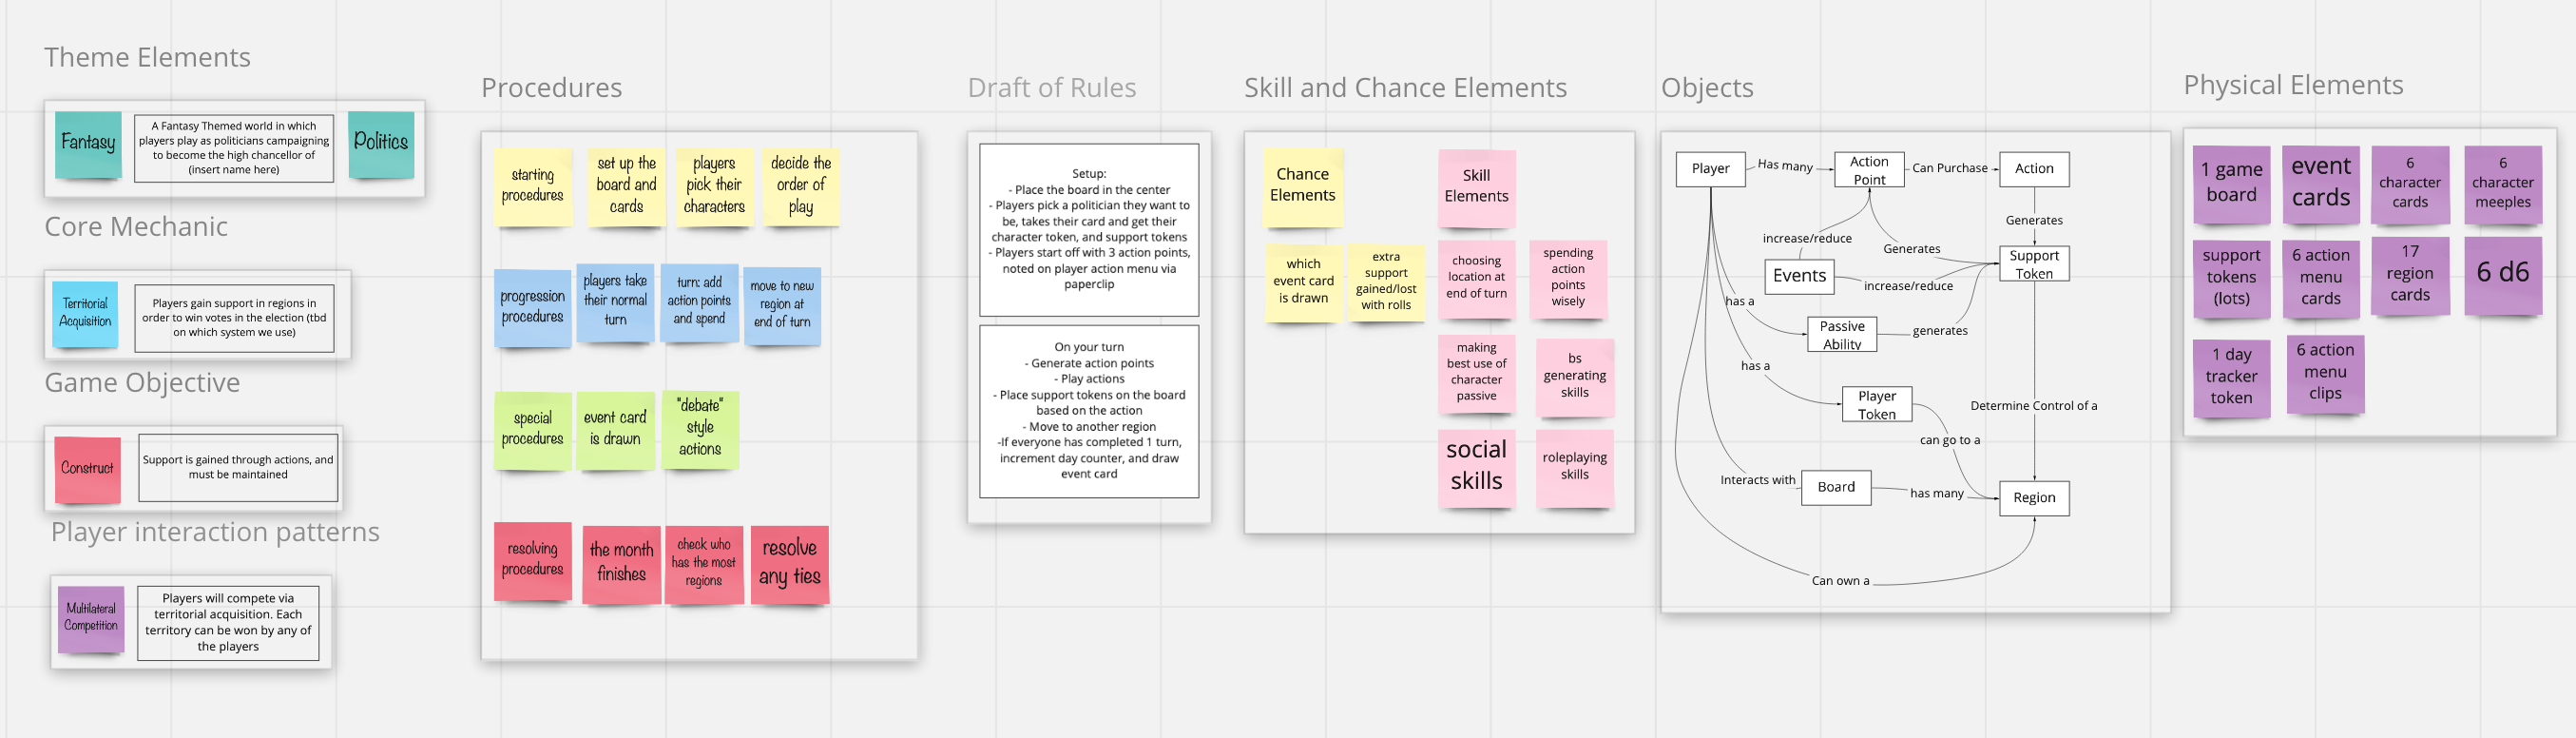 Theme Elements
Fantasy
A Fantasy Themed world in which
players play as politicians campaigning
to become the high chancellor of
(insert name here)
Politics
Core Mechanic
Territorial
Acquisition
Players gain support in regions in
order to win votes in the election (tbd
on which system we use)
Game Objective
Construct
Support is gained through actions, and
must be maintained
Player interaction patterns
Multilateral
Competition
Players will compete via
territorial acquisition. Each
territory can be won by any of
the players
Procedures
starting
procedures
set up the
board and
cards
players
pick their
characters
decide the
order of
play
progression
procedures
players take
their normal
turn
turn: add
action points
and spend
move to new
region at
end of turn
special
procedures
event card
is drawn
"debate"
style
actions
resolving
procedures
the month
finishes
check who
has the most
regions
resolve
any ties
Draft of Rules
Setup:
- Place the board in the center
- Players pick a politician they want to
be, takes their card and get their
character token, and support tokens
- Players start off with 3 action points,
noted on player action menu via
paperclip
On your turn
- Generate action points
- Play actions
- Place support tokens on the board
based on the action
- Move to another region
-If everyone has completed 1 turn,
increment day counter, and draw
event card
Skill and Chance Elements
Chance
Elements
Skill
Elements
which
event card
is drawn
extra
support
gained/lost
with rolls
choosing
location at
end of turn
spending
action
points
wisely
making
best use of
character
passive
bs
generating
skills
social
skills
roleplaying
skills
Objects
Player
Has many
Action
Point
Can Purchase
Action
Generates
increase/reduce
Generates
Support
Token
Events
increase/reduce
has a
Passive
Ability
generates
has a
Player
Token
Determine Control of a
can go to a
Interacts with
Board
has many
Region
Can own a
Physical Elements
1 game
board
event
cards
6
character
cards
6
character
meeples
support
tokens
(lots)
6 action
menu
cards
17
region
cards
6 d6
1 day
tracker
token
6 action
menu
clips